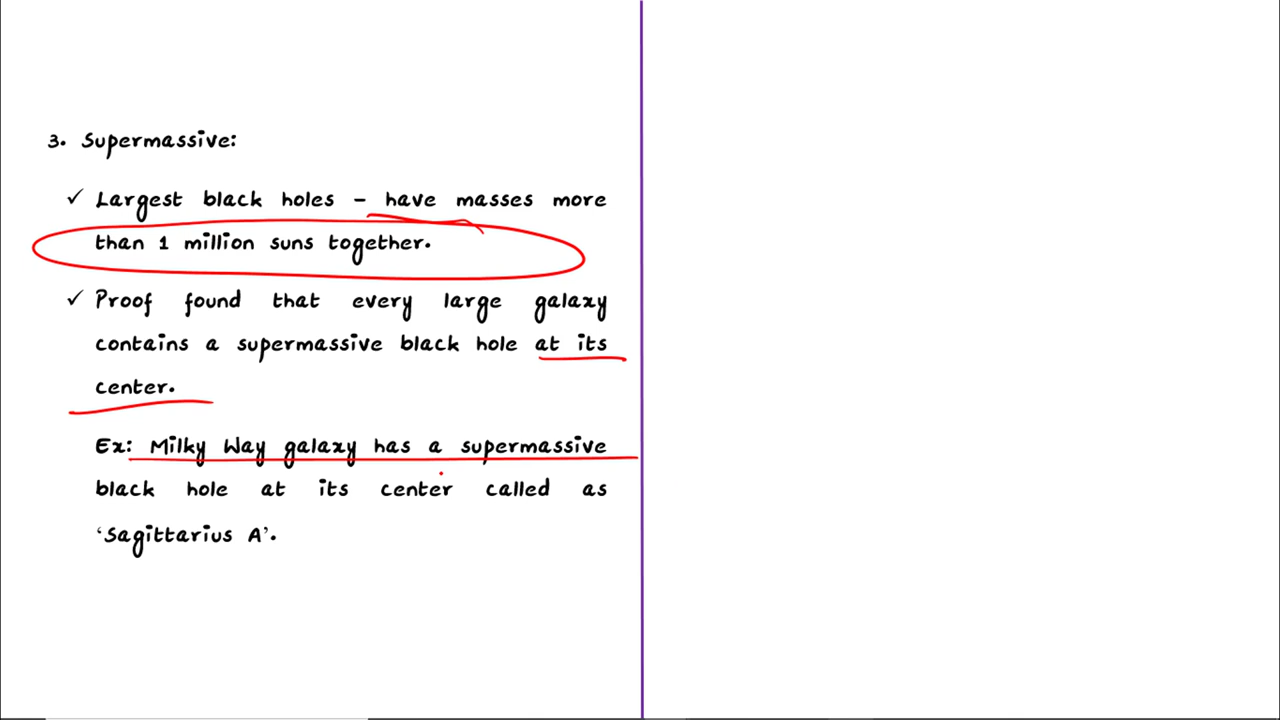 3. Supermassive:
✓ Largest black holes – have masses more
than 1 million suns together.
✓ Proof found that every large galaxy
contains a supermassive black hole at its
center.
Ex: Milky Way galaxy has a supermassive
black hole at its center called as
‘Sagittarius A’.